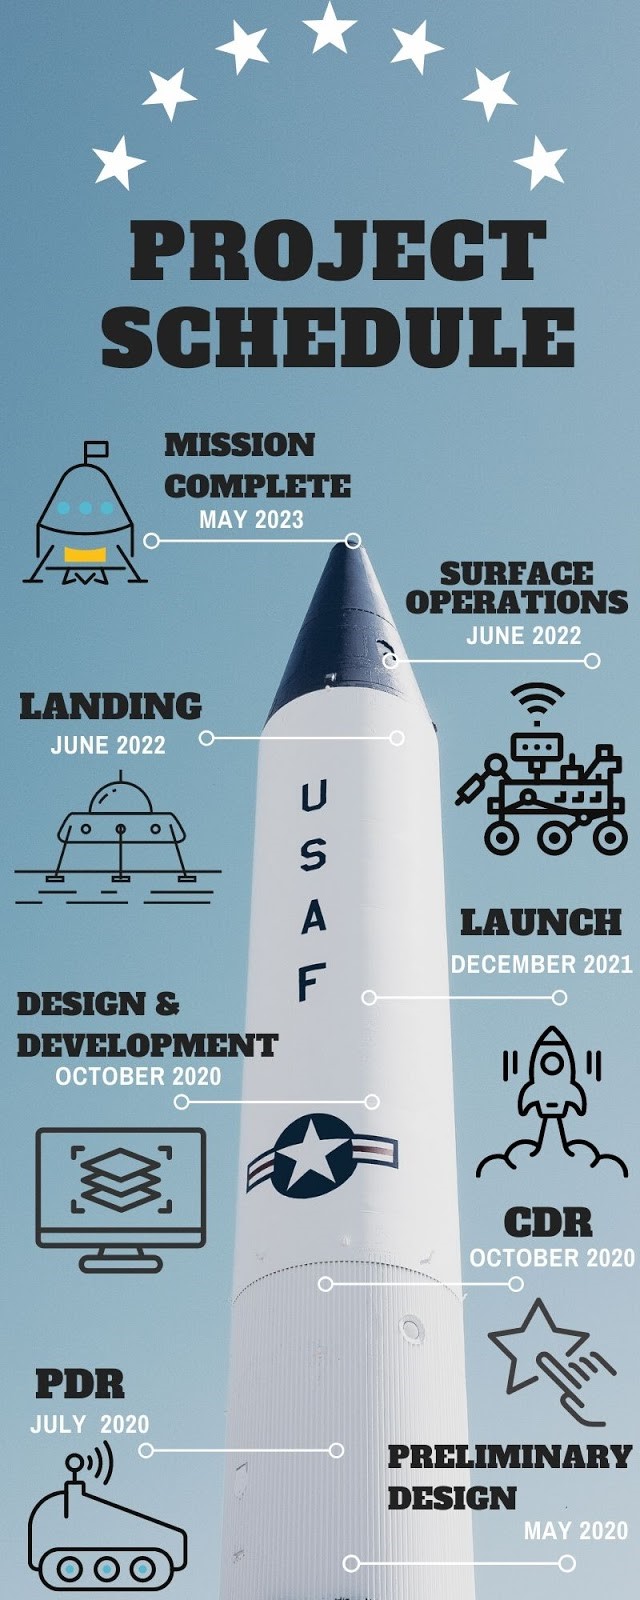 PROJECT
SCHEDULE
MISSION
COMPLETE
MAY 2023
SURFACE
OPERATIONS
JUNE 2022
LANDING
JUNE 2022
U
S
A
F
LAUNCH
DECEMBER 2021
DESIGN &
DEVELOPMENT
OCTOBER 2020
CDR
OCTOBER 2020
PDR
JULY 2020
PRELIMINARY
DESIGN
MAY 2020